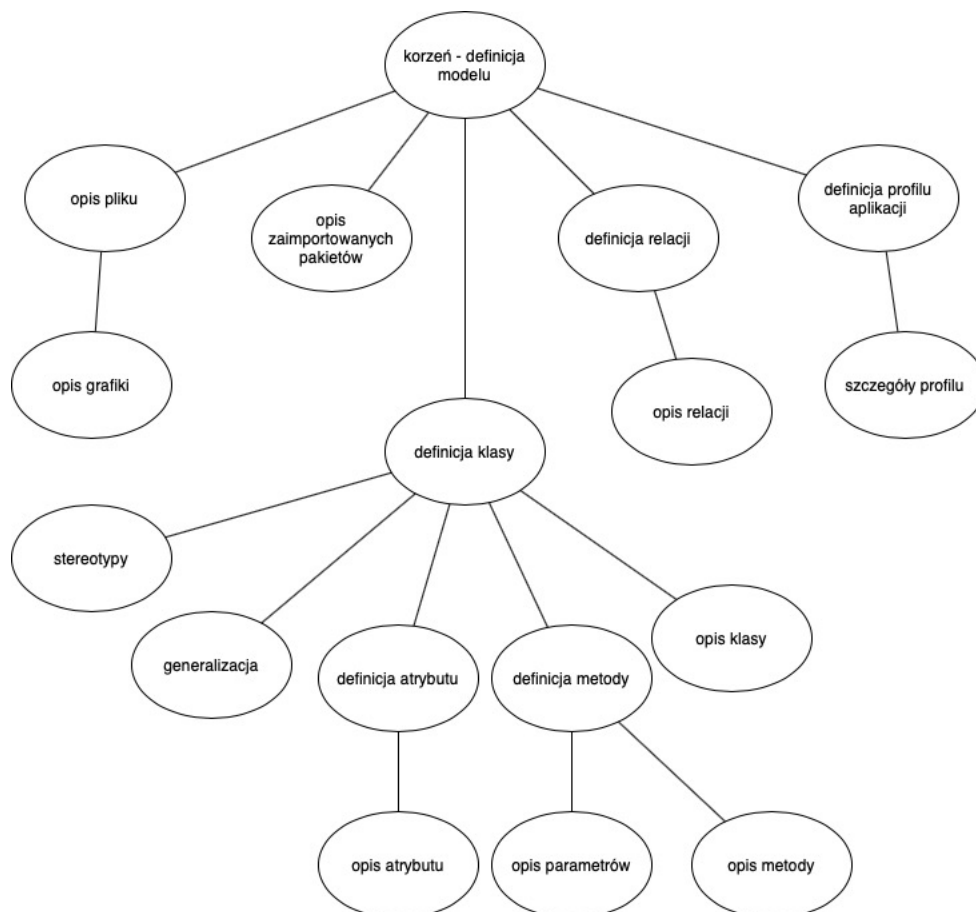 korzeń - definicja
modelu
opis pliku
opis
zaimportowanych
pakietów
definicja relacji
definicja profilu
aplikacji
opis grafiki
opis relacji
szczegóły profilu
definicja klasy
stereotypy
generalizacja
definicja atrybutu
definicja metody
opis klasy
opis atrybutu
opis parametrów
opis metody